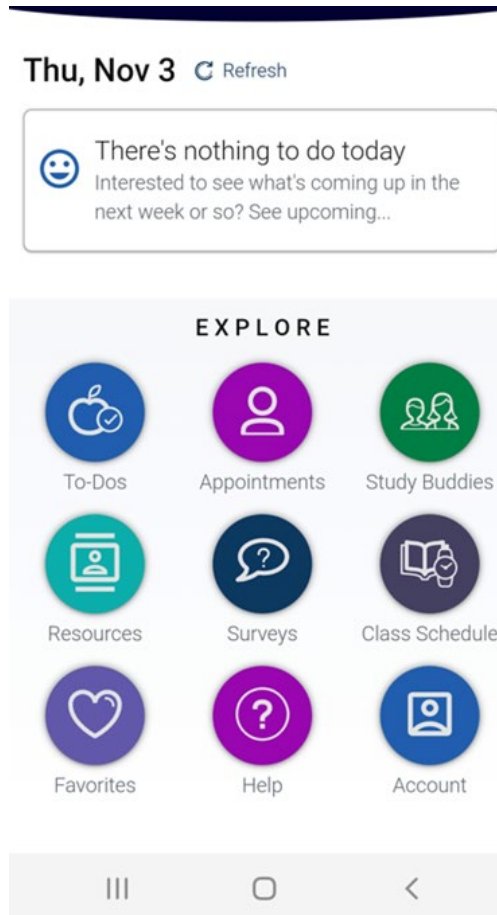 Thu, Nov 3 Refresh
There's nothing to do today
Interested to see what's coming up in the
next week or so? See upcoming...
EXPLORE
To-Dos Appointments Study Buddies
Resources Surveys Class Schedule
Favorites Help Account